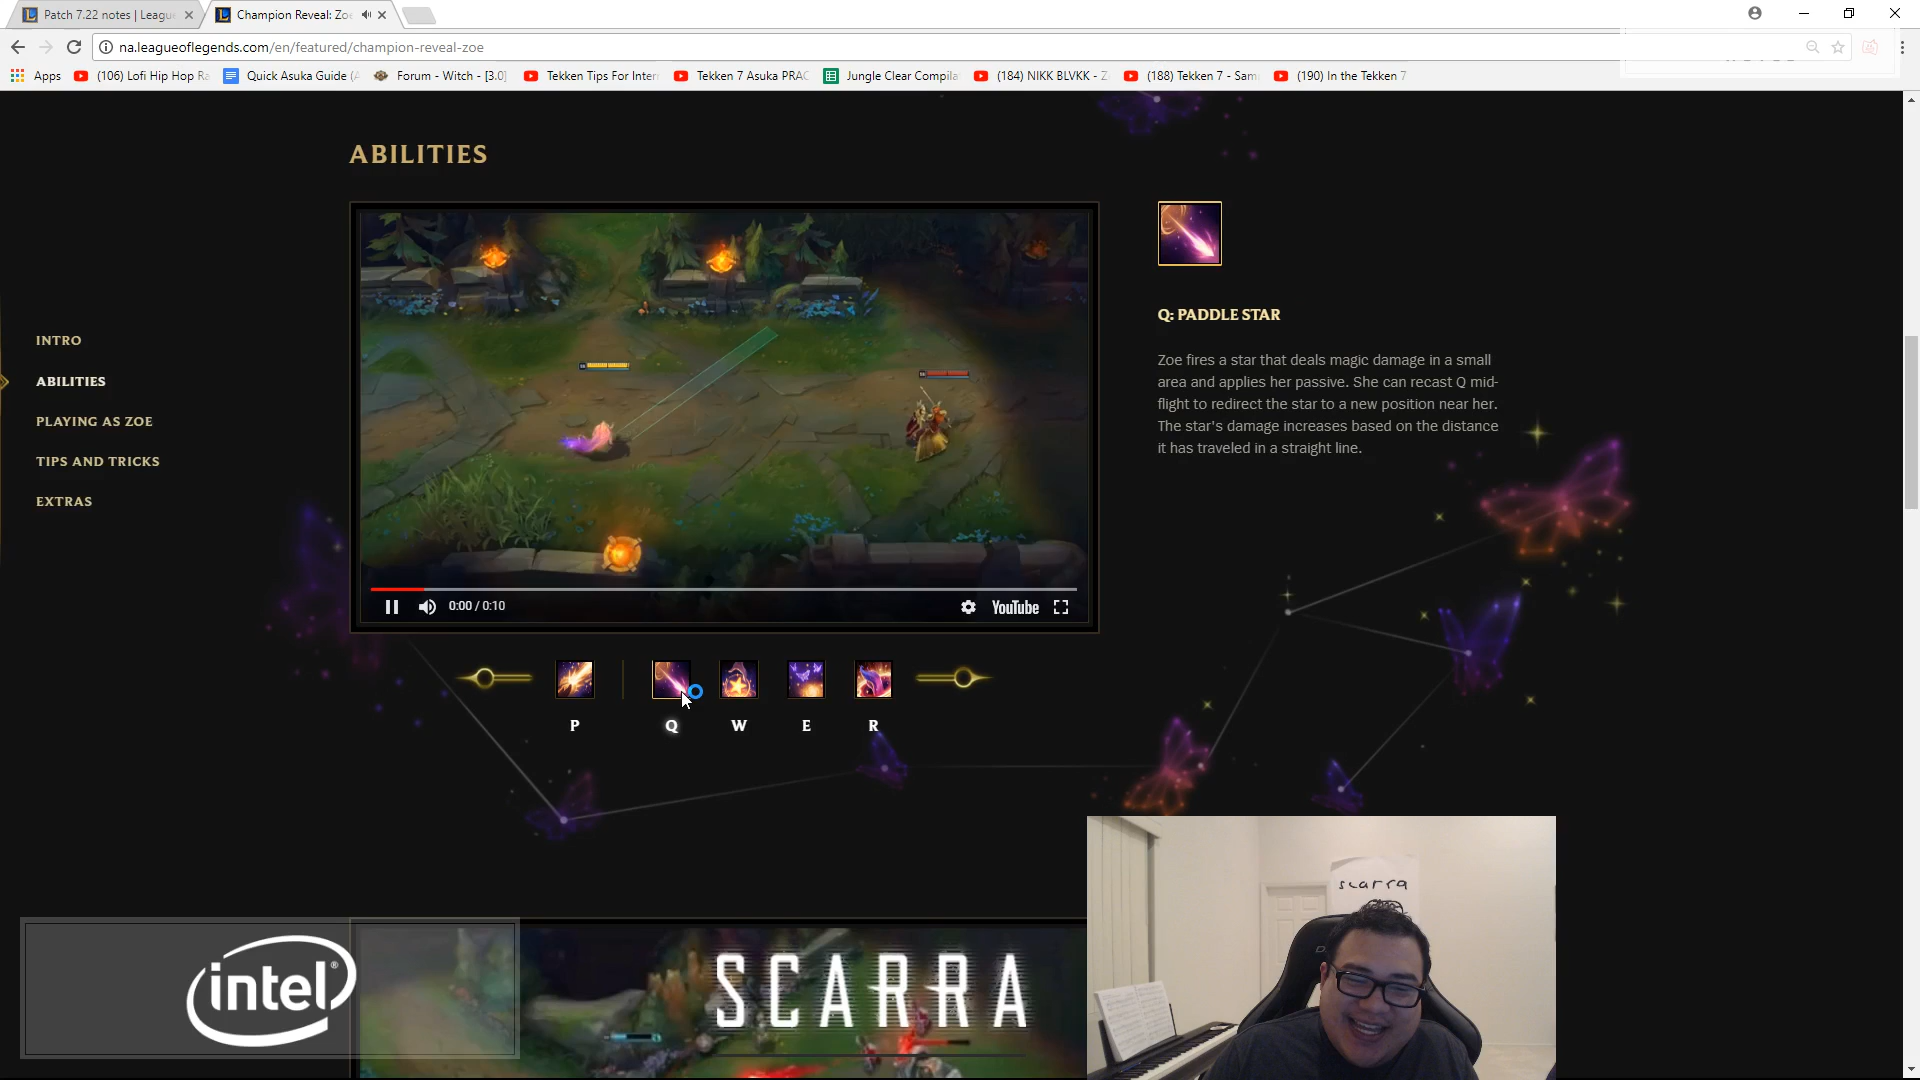 Patch 7.22 notes | Leagu
Champion Reveal: Zo
na.leagueoflegends.com/en/featured/champion-reveal-zoe
Apps
(106) Lofi Hip Hop Ra
Quick Asuka Guide (A
Forum - Witch - [3.0]
Tekken Tips For Inter
Tekken 7 Asuka PRAC
Jungle Clear Compila
(184) NIKK BLVKK - Z
(188) Tekken 7 - Sam
(190) In the Tekken 7
ABILITIES
INTRO
ABILITIES
PLAYING AS ZOE
TIPS AND TRICKS
EXTRAS
Q: PADDLE STAR
Zoe fires a star that deals magic damage in a small
area and applies her passive. She can recast Q mid-
flight to redirect the star to a new position near her.
The star's damage increases based on the distance
it has traveled in a straight line.
0:00 / 0:10
YouTube
P
Q
W
E
R
scarra
intel
SCARRA